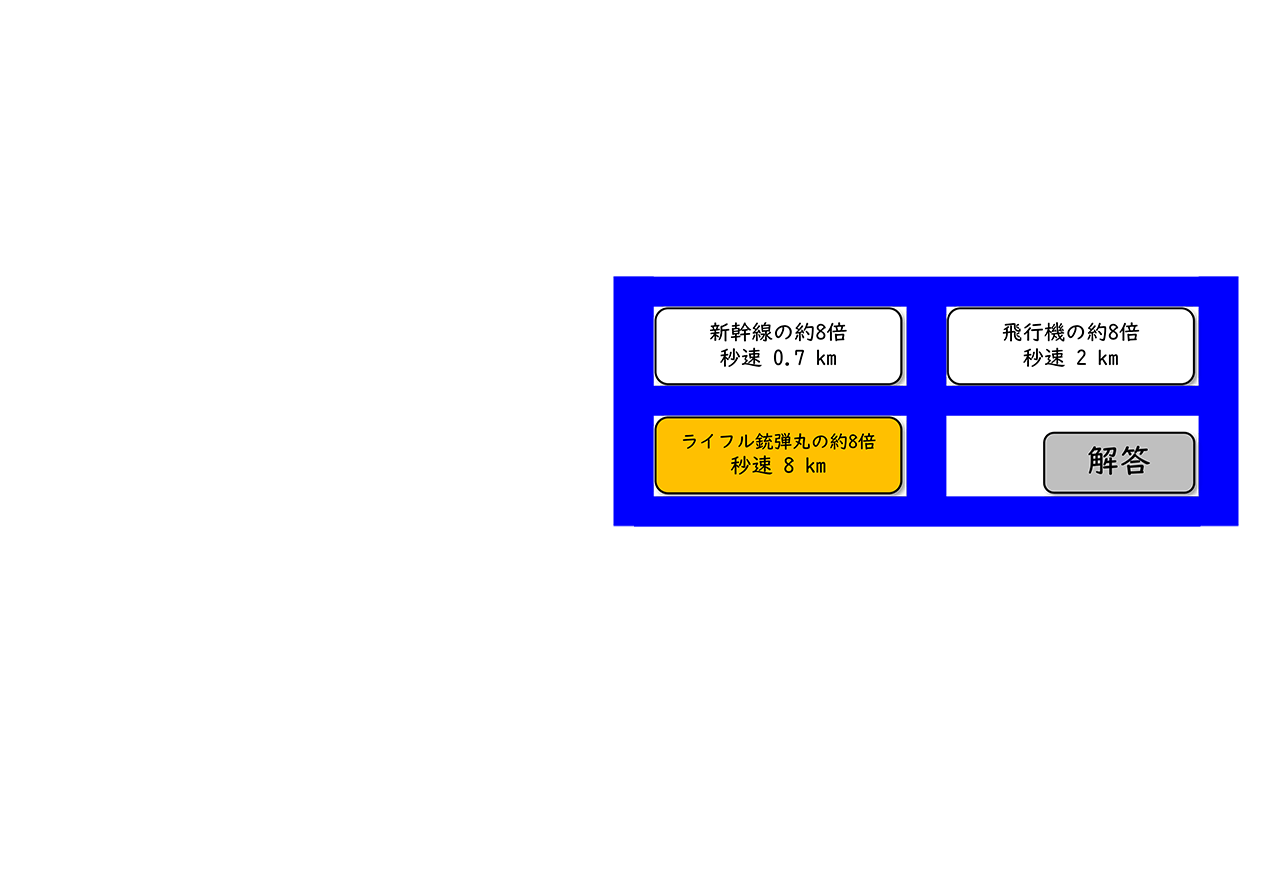 新幹線の約8倍
秒速 0.7 km
飛行機の約8倍
秒速 2 km
ライフル銃弾丸の約8倍
秒速 8 km
解答